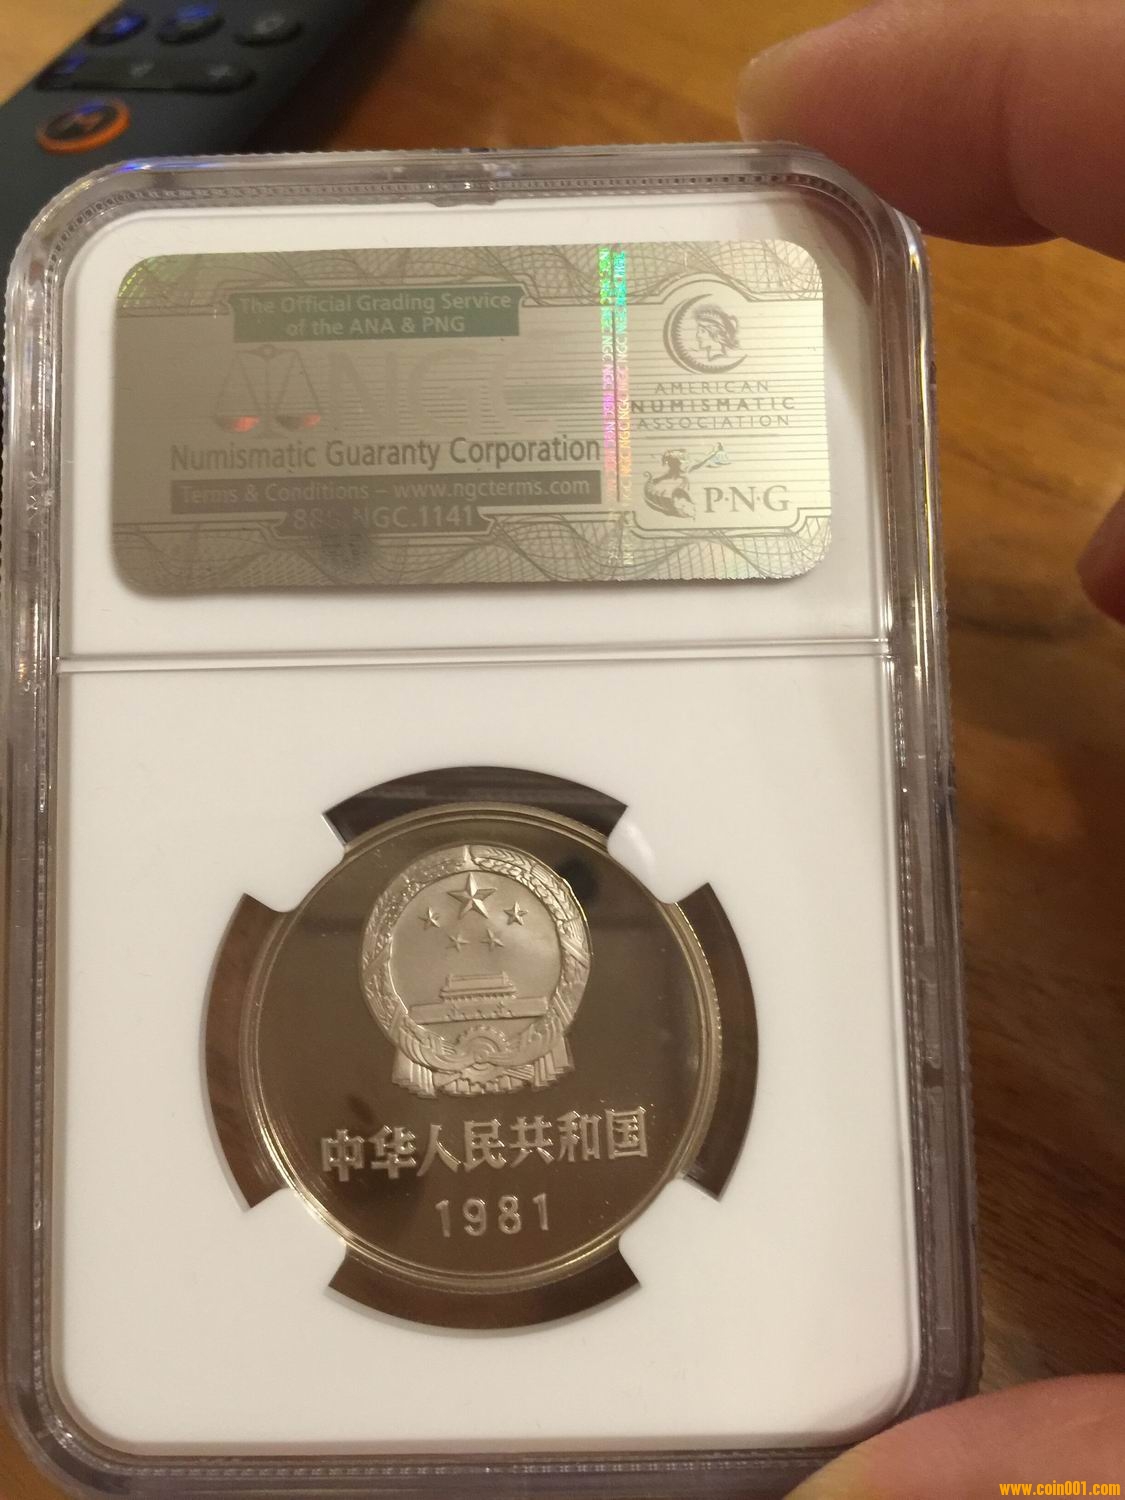 The Official Grading Service
of the ANA & PNG
NGC
Numismatic Guaranty Corporation
Terms & Conditions – www.ngcterms.com
NGC.1141
AMERICAN
NUMISMATIC
ASSOCIATION
P·N·G
中华人民共和国
1981
www.coin001.com